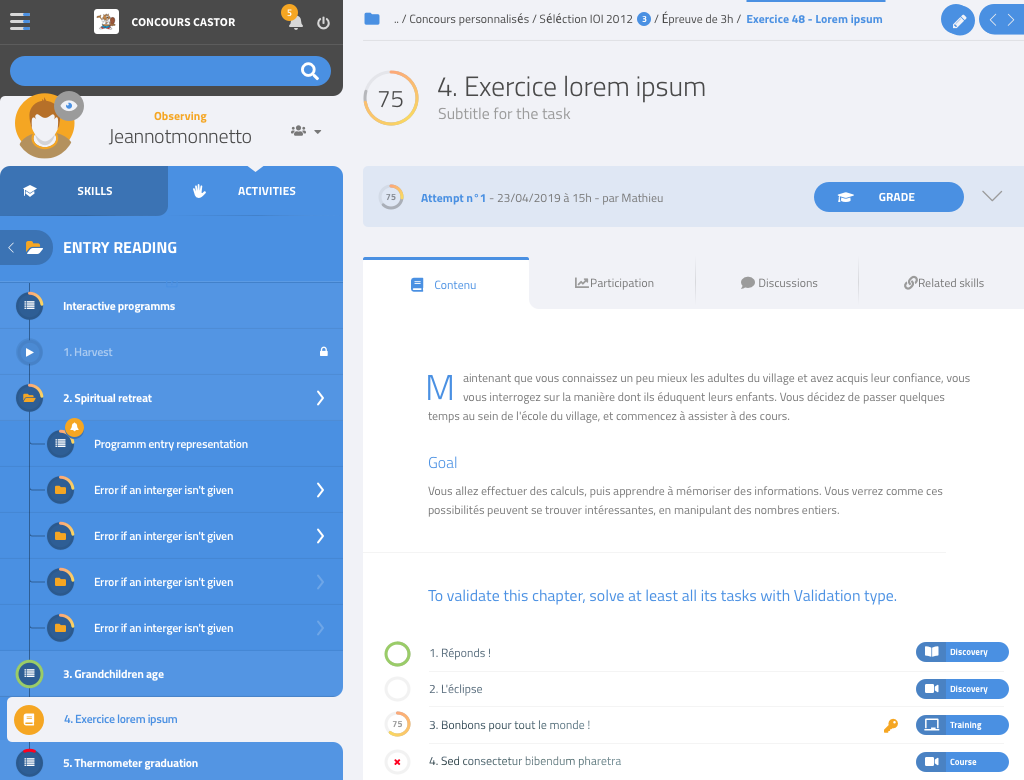 CONCOURS CASTOR
5
Observing
Jeannotmonnetto
SKILLS
ACTIVITIES
ENTRY READING
Interactive programms
1. Harvest
2. Spiritual retreat
Programm entry representation
Error if an interger isn't given
Error if an interger isn't given
Error if an interger isn't given
Error if an interger isn't given
3. Grandchildren age
4. Exercice lorem ipsum
5. Thermometer graduation
.. / Concours personnalisés / Séléction IOI 2012 3 / Épreuve de 3h / Exercice 48 - Lorem ipsum
75
4. Exercice lorem ipsum
Subtitle for the task
75
Attempt n°1 - 23/04/2019 à 15h - par Mathieu
GRADE
Contenu
Participation
Discussions
Related skills
Maintenant que vous connaissez un peu mieux les adultes du village et avez acquis leur confiance, vous
vous interrogez sur la manière dont ils éduquent leurs enfants. Vous décidez de passer quelques
temps au sein de l'école du village, et commencez à assister à des cours.
Goal
Vous allez effectuer des calculs, puis apprendre à mémoriser des informations. Vous verrez comme ces
possibilités peuvent se trouver intéressantes, en manipulant des nombres entiers.
To validate this chapter, solve at least all its tasks with Validation type.
1. Réponds !
Discovery
2. L'éclipse
Discovery
75
3. Bonbons pour tout le monde !
Training
4. Sed consectetur bibendum pharetra
Course